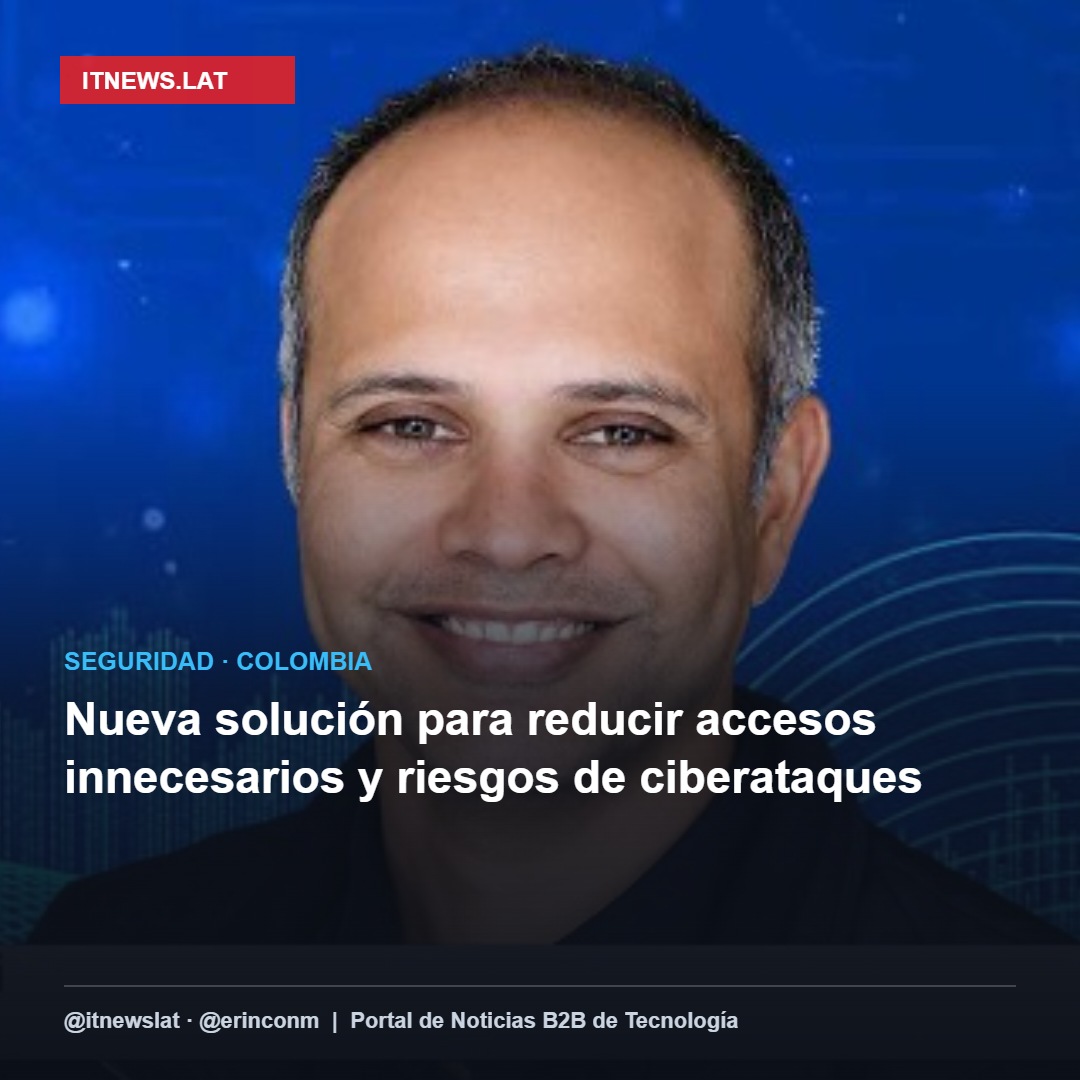 ITNEWS.LAT
SEGURIDAD · COLOMBIA
Nueva solución para reducir accesos
innecesarios y riesgos de ciberataques
@itnewslat · @erinconm | Portal de Noticias B2B de Tecnología